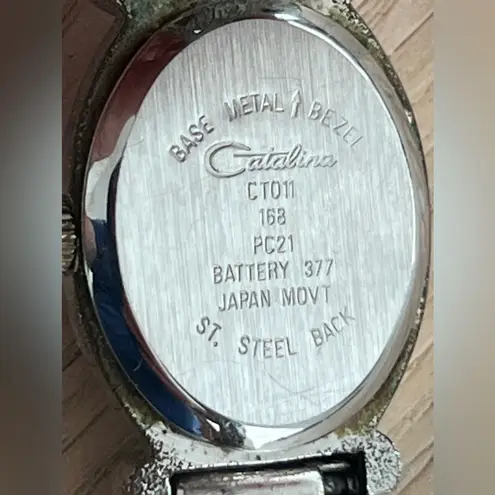 BASE METAL ↑ BEZEL
Catalina
CT011
168
PC21
BATTERY 377
JAPAN MOVT
ST. STEEL BACK